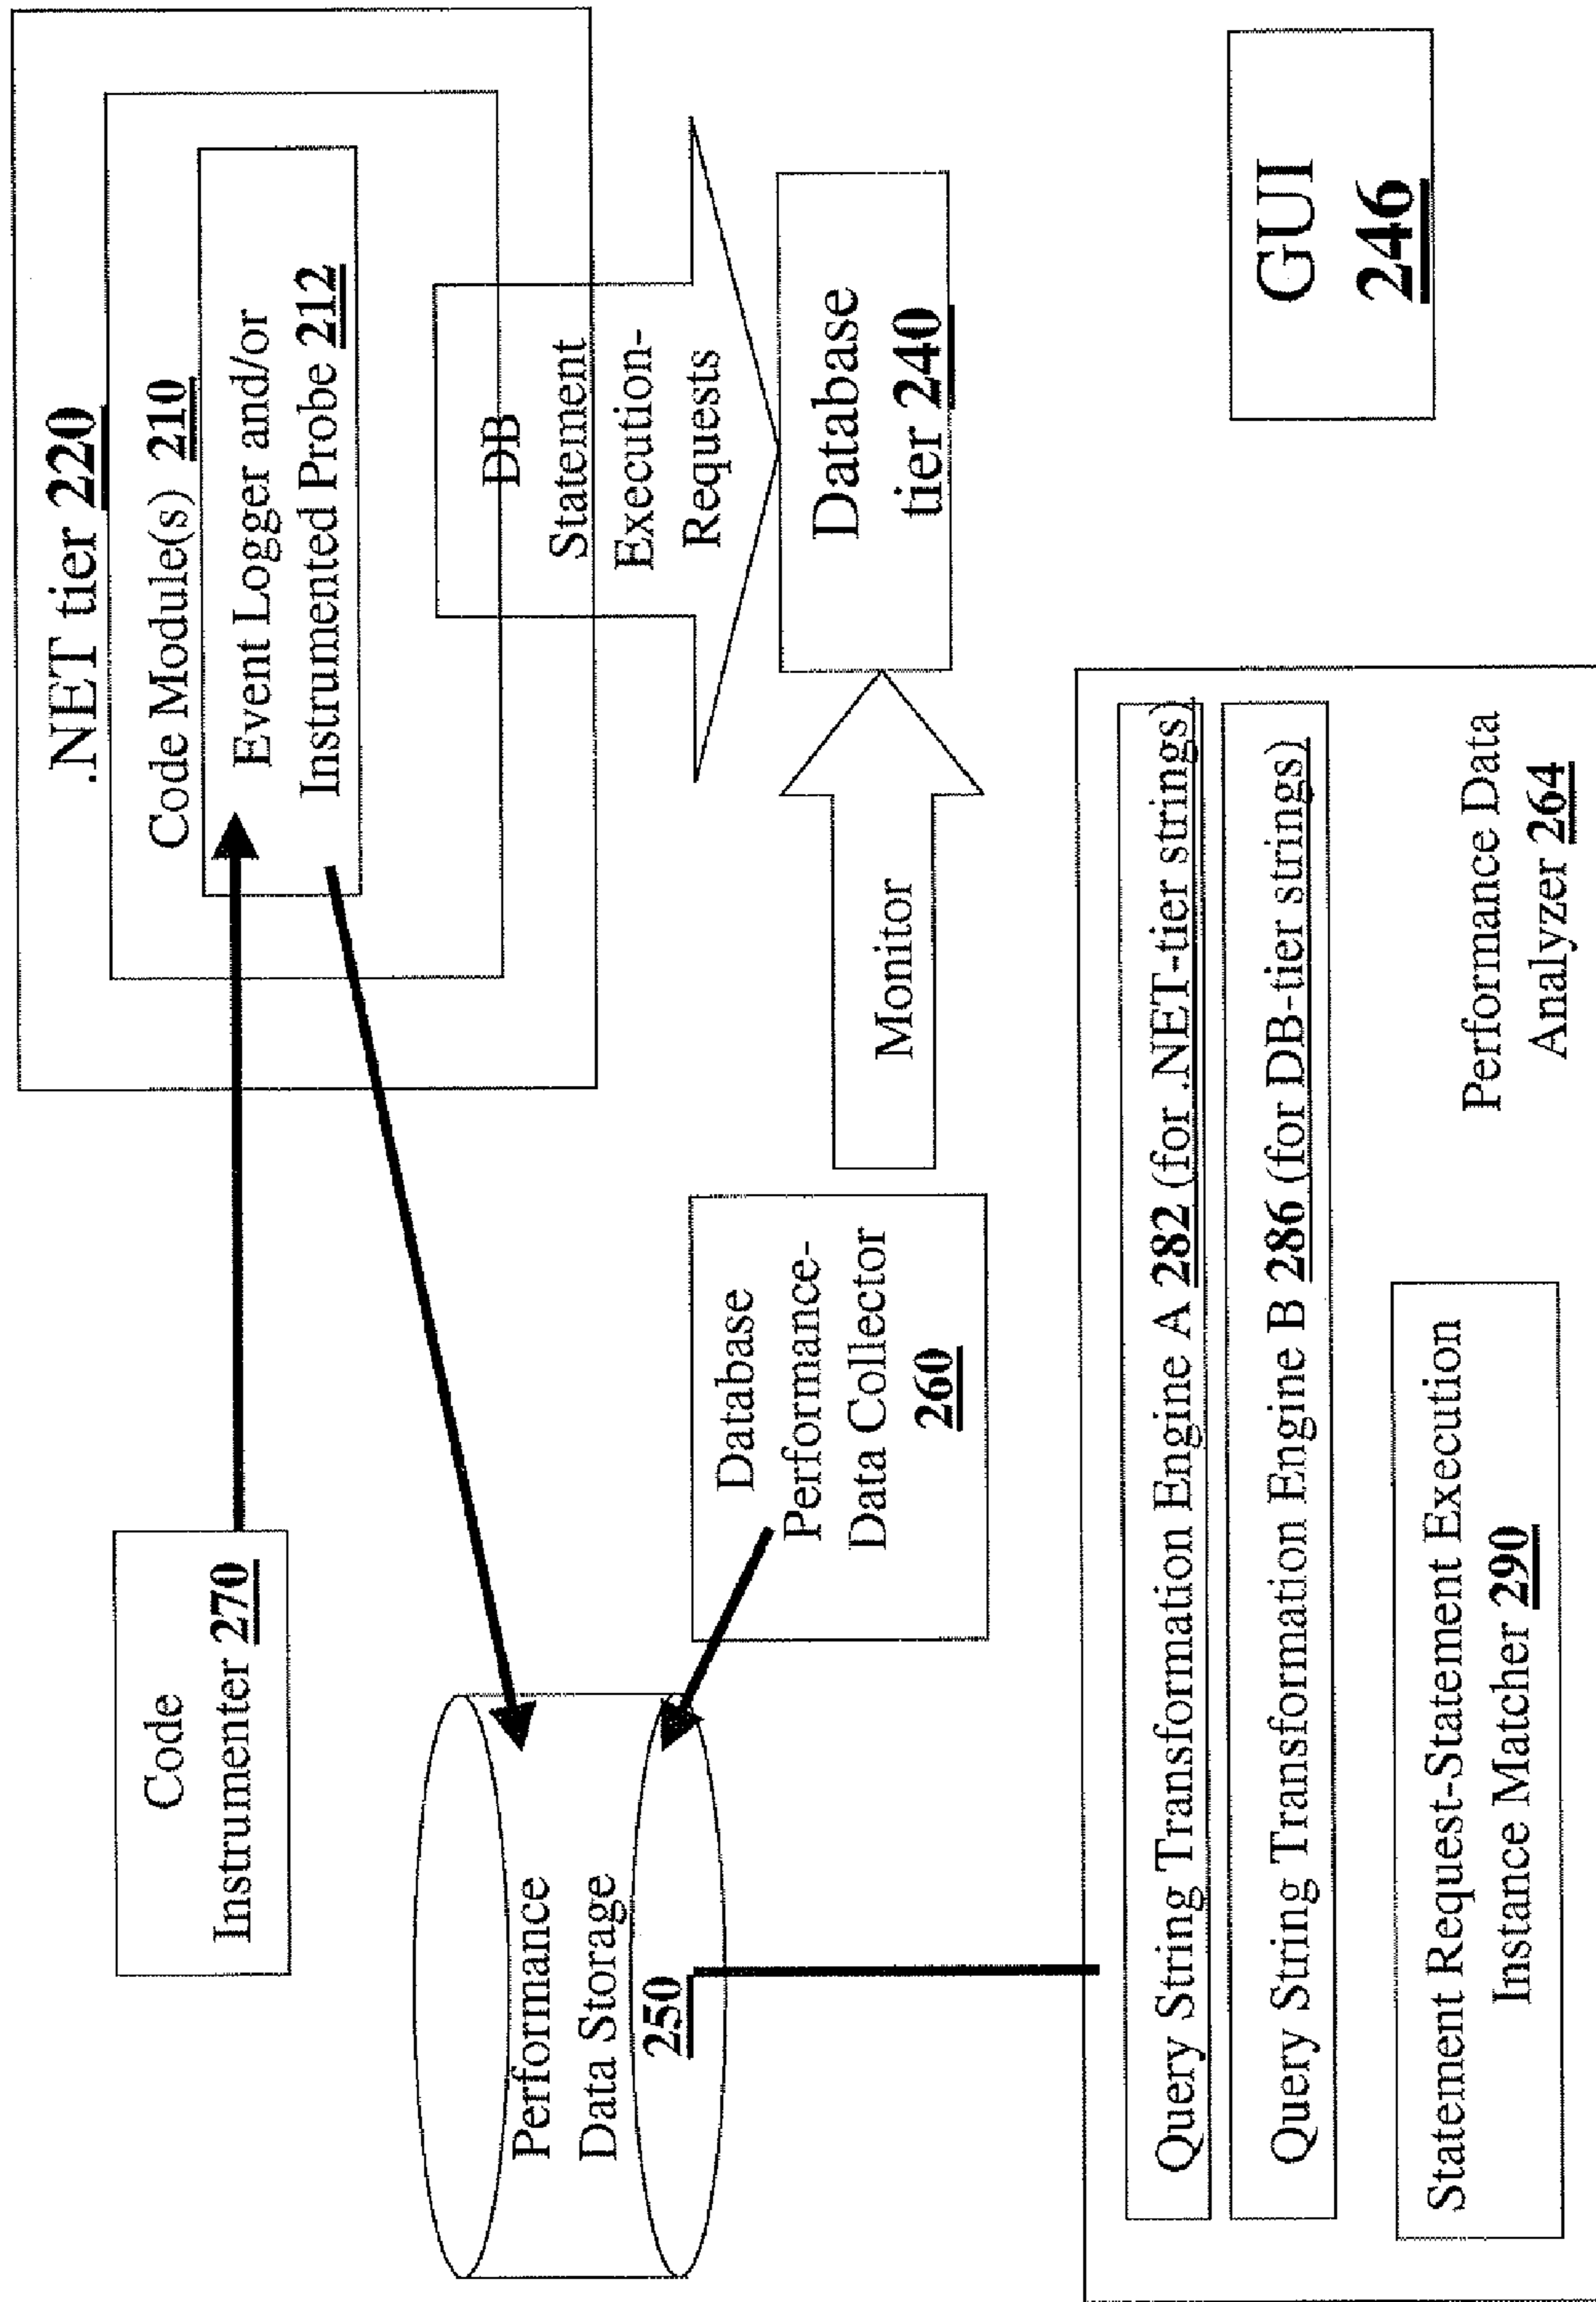 .NET tier 220
Code Module(s) 210
Event Logger and/or
Instrumented Probe 212
Code
Instrumenter 270
DB
Statement
Execution-
Requests
Performance
Data Storage
250
Database
Performance-
Data Collector
260
Monitor
Database
tier 240
Query String Transformation Engine A 282 (for .NET-tier strings)
Query String Transformation Engine B 286 (for DB-tier strings)
Statement Request-Statement Execution
Instance Matcher 290
Performance Data
Analyzer 264
GUI
246